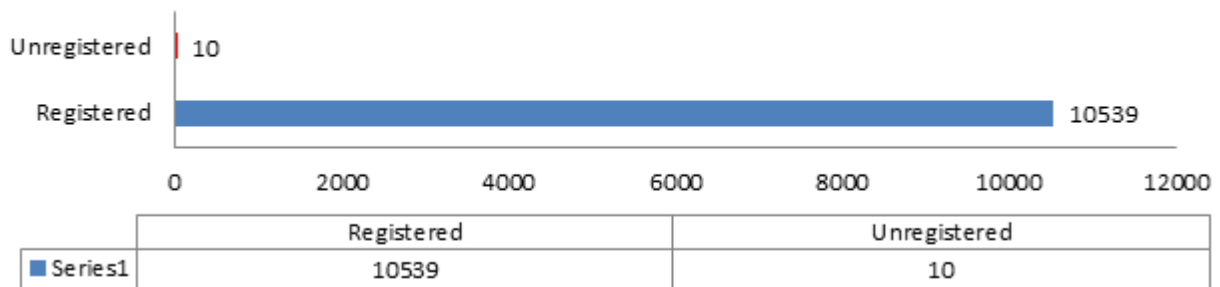 Unregistered 10
Registered 10539
0 2000 4000 6000 8000 10000 12000
Registered Unregistered
Series1 10539 10